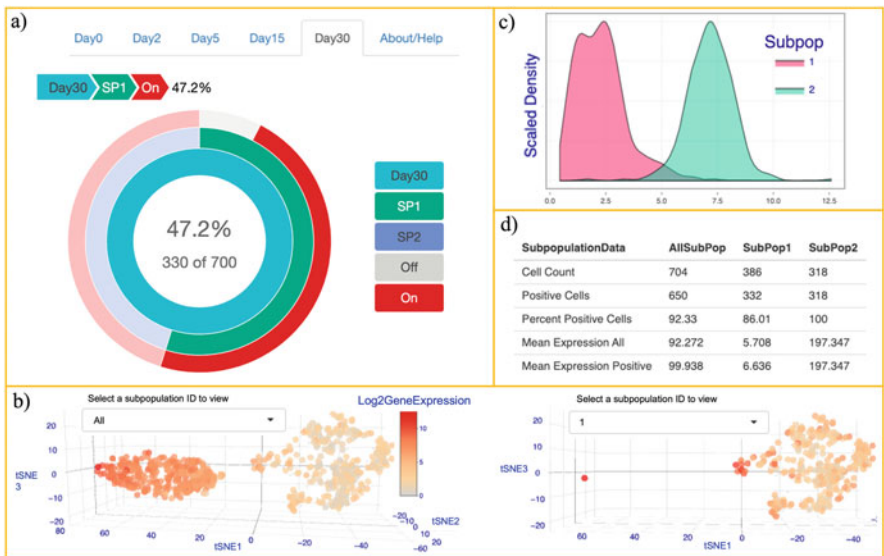 a)
Day0 Day2 Day5 Day15 Day30 About/Help
Day30 SP1 On 47.2%
47.2%
330 of 700
Day30
SP1
SP2
Off
On
c)
Subpop
1
2
Scaled Density
0.0 2.5 5.0 7.5 10.0 12.5
d)
SubpopulationData AllSubPop SubPop1 SubPop2
Cell Count 704 386 318
Positive Cells 650 332 318
Percent Positive Cells 92.33 86.01 100
Mean Expression All 92.272 5.708 197.347
Mean Expression Positive 99.938 6.636 197.347
b)
Select a subpopulation ID to view
All
Log2GeneExpression
10
5
0
20
10
0
−10
−20
tSNE
3
80 60 40 20 0 −20 −40
tSNE1
tSNE2
−60
−10
0
10
20
Select a subpopulation ID to view
1
20
10
0
−10
−20
tSNE3
60 40 20 0 −20 −40
tSNE1